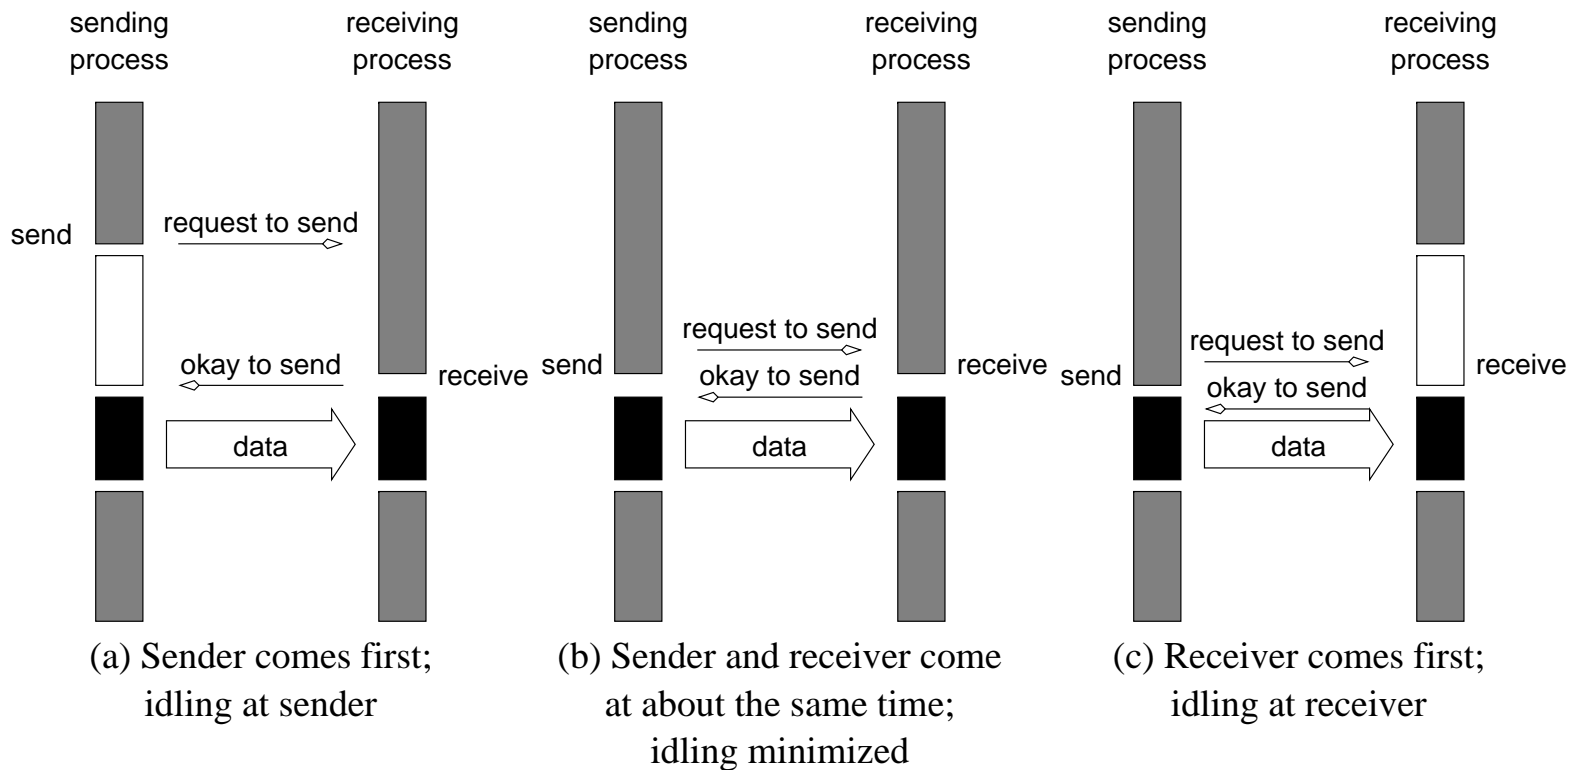 sending
process
receiving
process
send
request to send
okay to send
receive
data
(a) Sender comes first;
idling at sender
sending
process
receiving
process
request to send
send
okay to send
receive
data
(b) Sender and receiver come
at about the same time;
idling minimized
sending
process
receiving
process
request to send
send
okay to send
receive
data
(c) Receiver comes first;
idling at receiver